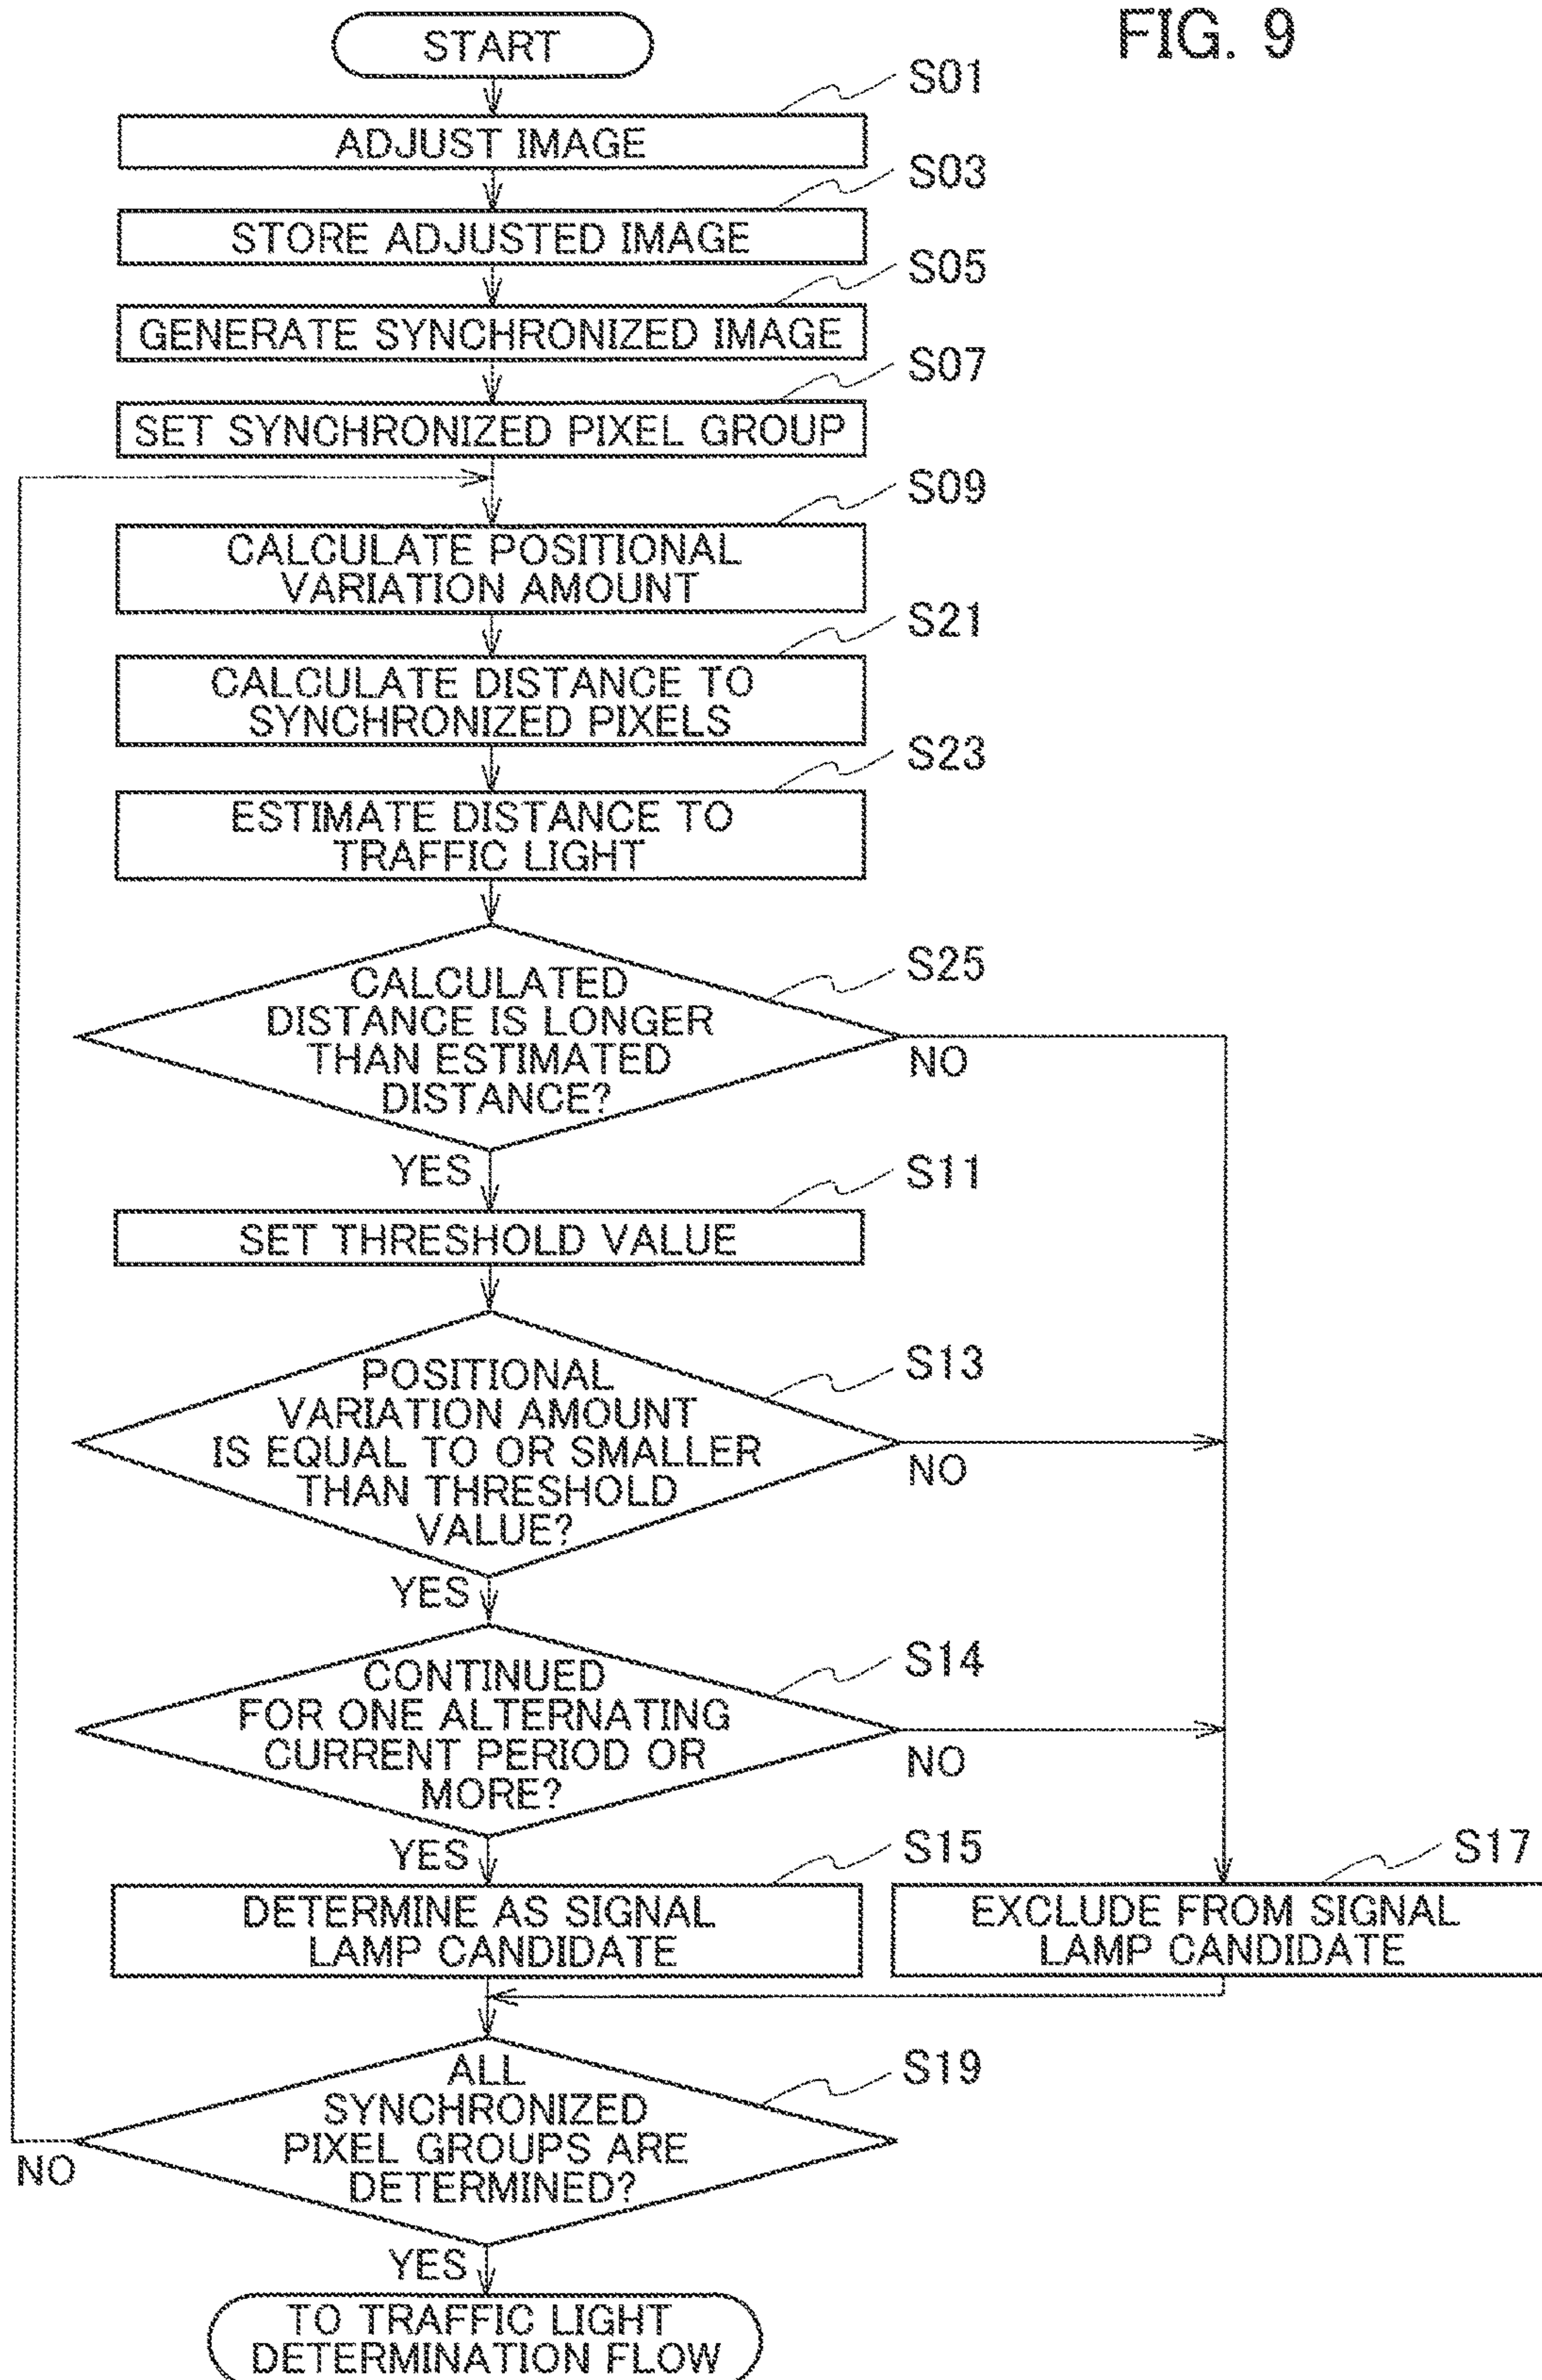 FIG. 9
START
S01
ADJUST IMAGE
S03
STORE ADJUSTED IMAGE
S05
GENERATE SYNCHRONIZED IMAGE
S07
SET SYNCHRONIZED PIXEL GROUP
S09
CALCULATE POSITIONAL
VARIATION AMOUNT
S21
CALCULATE DISTANCE TO
SYNCHRONIZED PIXELS
S23
ESTIMATE DISTANCE TO
TRAFFIC LIGHT
S25
CALCULATED
DISTANCE IS LONGER
THAN ESTIMATED
DISTANCE?
NO
YES
S11
SET THRESHOLD VALUE
S13
POSITIONAL
VARIATION AMOUNT
IS EQUAL TO OR SMALLER
THAN THRESHOLD
VALUE?
NO
YES
S14
CONTINUED
FOR ONE ALTERNATING
CURRENT PERIOD OR
MORE?
NO
YES
S15
DETERMINE AS SIGNAL
LAMP CANDIDATE
S17
EXCLUDE FROM SIGNAL
LAMP CANDIDATE
S19
ALL
SYNCHRONIZED
PIXEL GROUPS ARE
DETERMINED?
NO
YES
TO TRAFFIC LIGHT
DETERMINATION FLOW